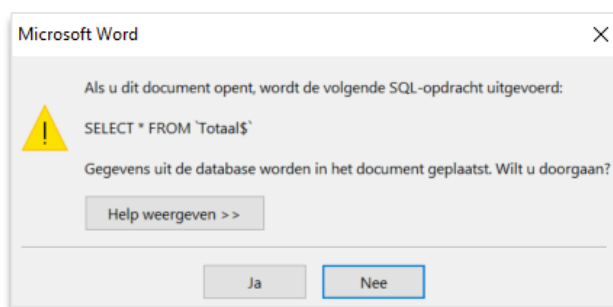 Microsoft Word
Als u dit document opent, wordt de volgende SQL-opdracht uitgevoerd:
SELECT * FROM `Totaal$`
Gegevens uit de database worden in het document geplaatst. Wilt u doorgaan?
Help weergeven >>
Ja
Nee